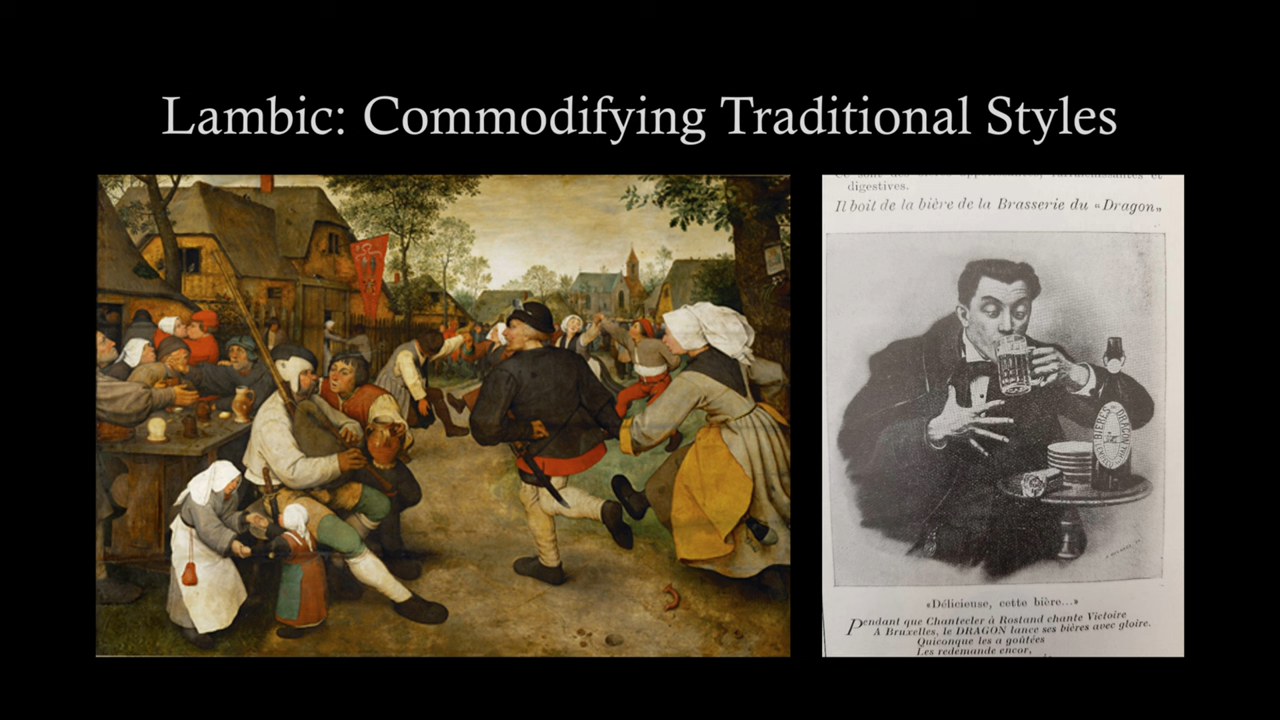 Lambic: Commodifying Traditional Styles
digestives.
Il boit de la bière de la Brasserie du «Dragon»
BIÈRES DRAGON
«Délicieuse, cette bière...»
Pendant que Chantecler à Rostand chante Victoire
A Bruxelles, le DRAGON lance ses bières avec gloire.
Quiconque les a goûtées
Les redemande encor,